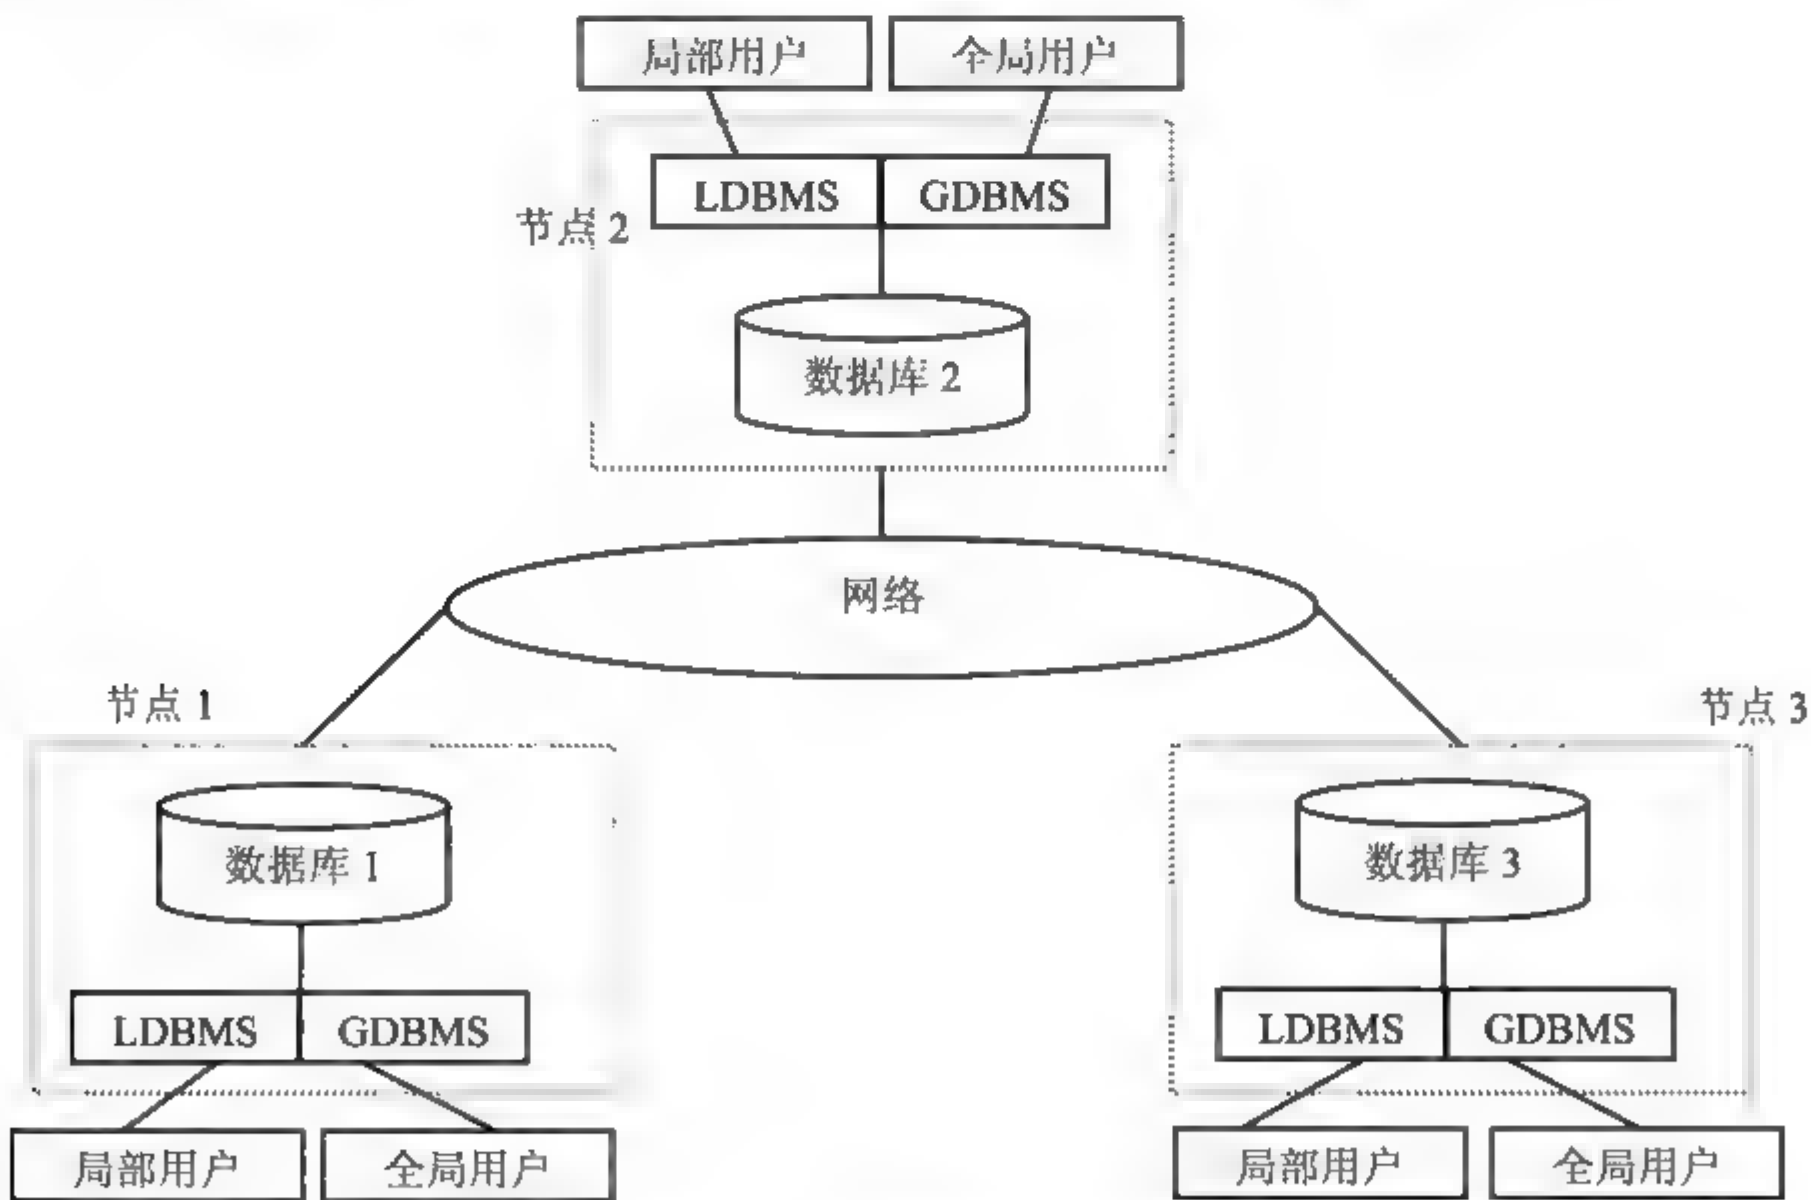 局部用户 全局用户
LDBMS GDBMS
节点 2
数据库 2
网络
节点 1 节点 3
数据库 1 数据库 3
LDBMS GDBMS LDBMS GDBMS
局部用户 全局用户 局部用户 全局用户